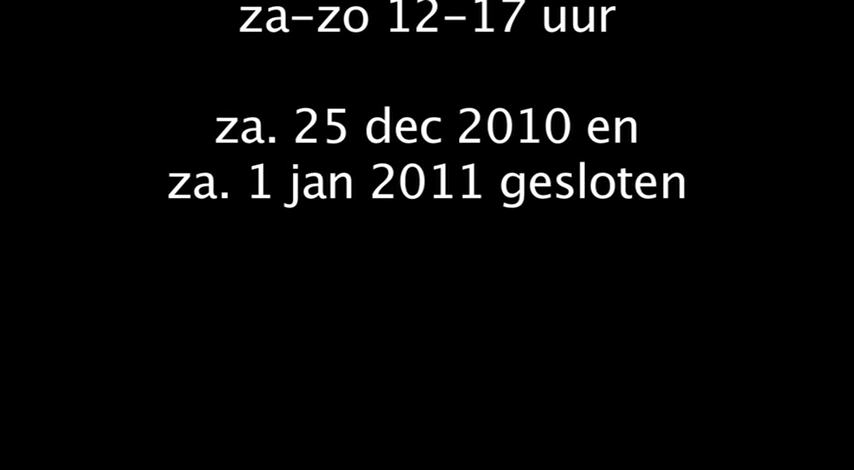 za-zo 12-17 uur
za. 25 dec 2010 en
za. 1 jan 2011 gesloten